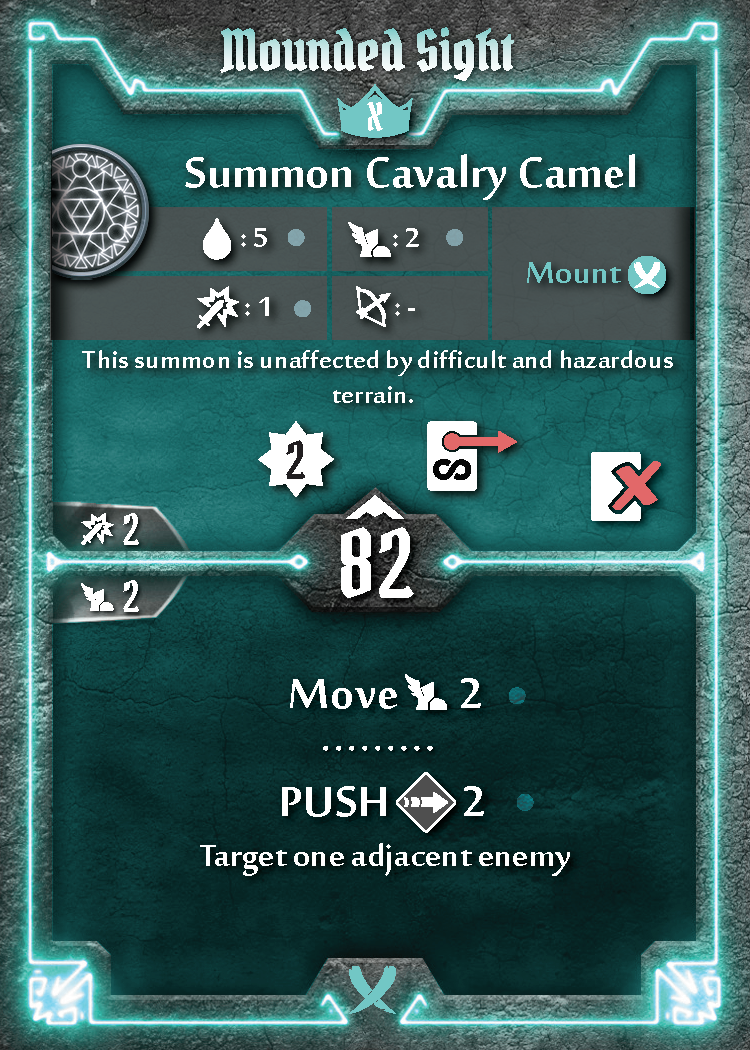 Mounded Sight
X
Summon Cavalry Camel
: 5
: 2
: 1
: -
Mount
This summon is unaffected by difficult and hazardous
terrain.
2
S
2
82
2
Move 2
.........
PUSH 2
Target one adjacent enemy